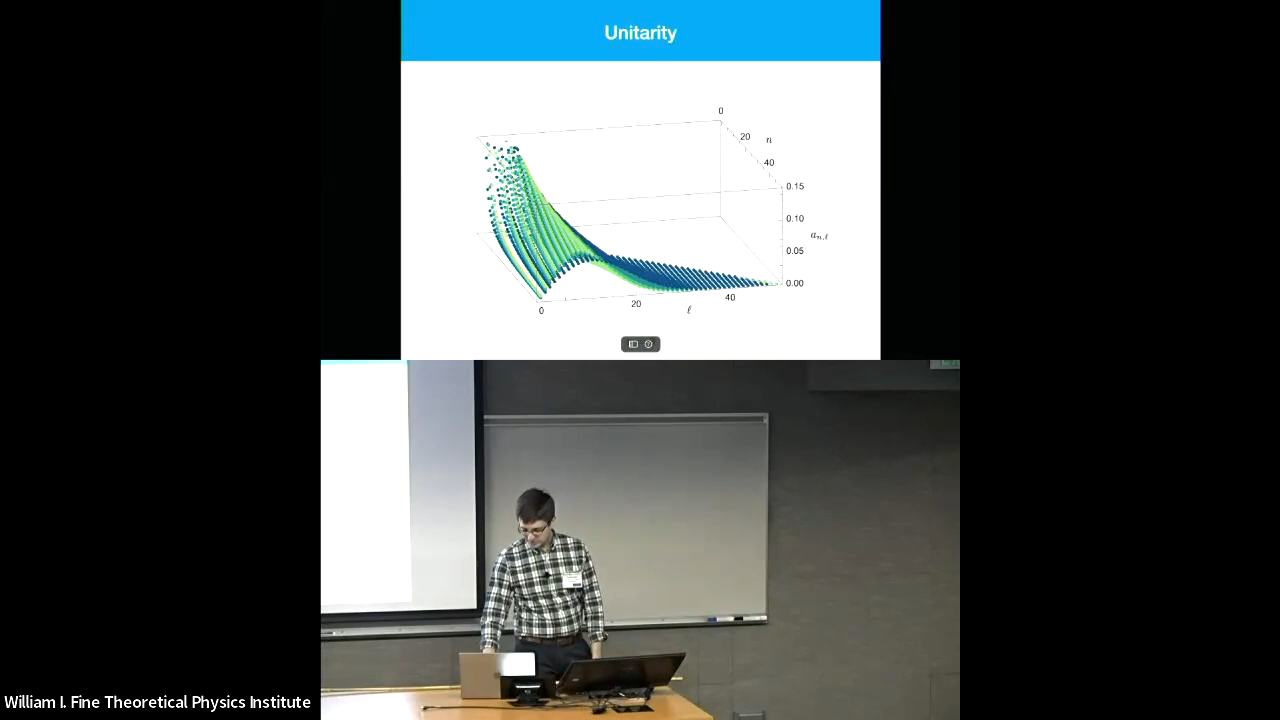 Unitarity
0
20
n
40
0.15
0.10
a_{n,ℓ}
0.05
0.00
0
20
40
ℓ
William I. Fine Theoretical Physics Institute